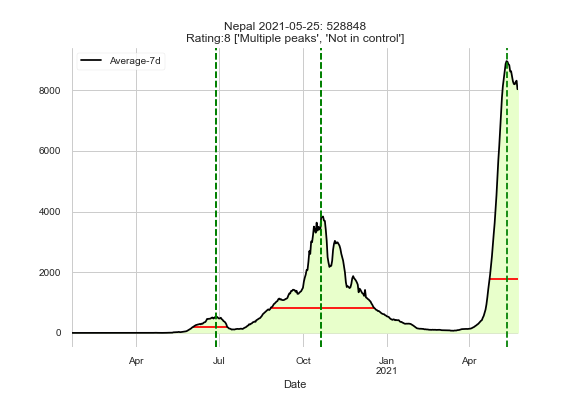 Nepal 2021-05-25: 528848
Rating:8 ['Multiple peaks', 'Not in control']
Average-7d
8000
6000
4000
2000
0
Apr
Jul
Oct
Jan
2021
Apr
Date